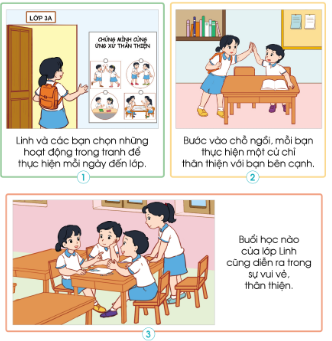 LỚP 3A
CHÚNG MÌNH CÙNG
ỨNG XỬ THÂN THIỆN
Linh và các bạn chọn những
hoạt động trong tranh để
thực hiện mỗi ngày đến lớp.
1
Bước vào chỗ ngồi, mỗi bạn
thực hiện một cử chỉ
thân thiện với bạn bên cạnh.
2
Buổi học nào
của lớp Linh
cũng diễn ra trong
sự vui vẻ,
thân thiện.
3